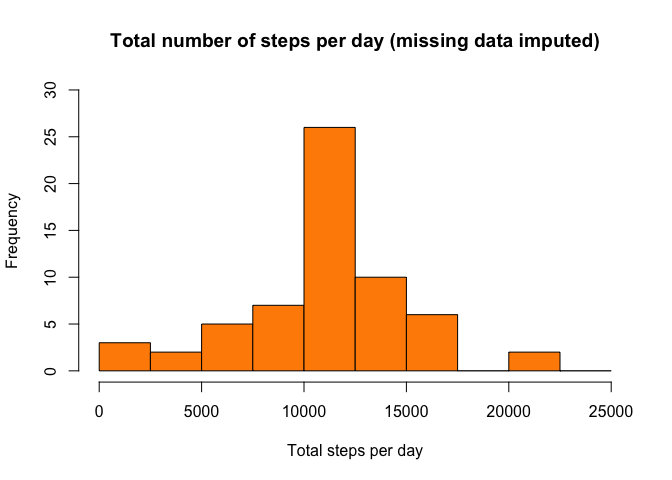 Total number of steps per day (missing data imputed)
Frequency
30
25
20
15
10
5
0
0 5000 10000 15000 20000 25000
Total steps per day